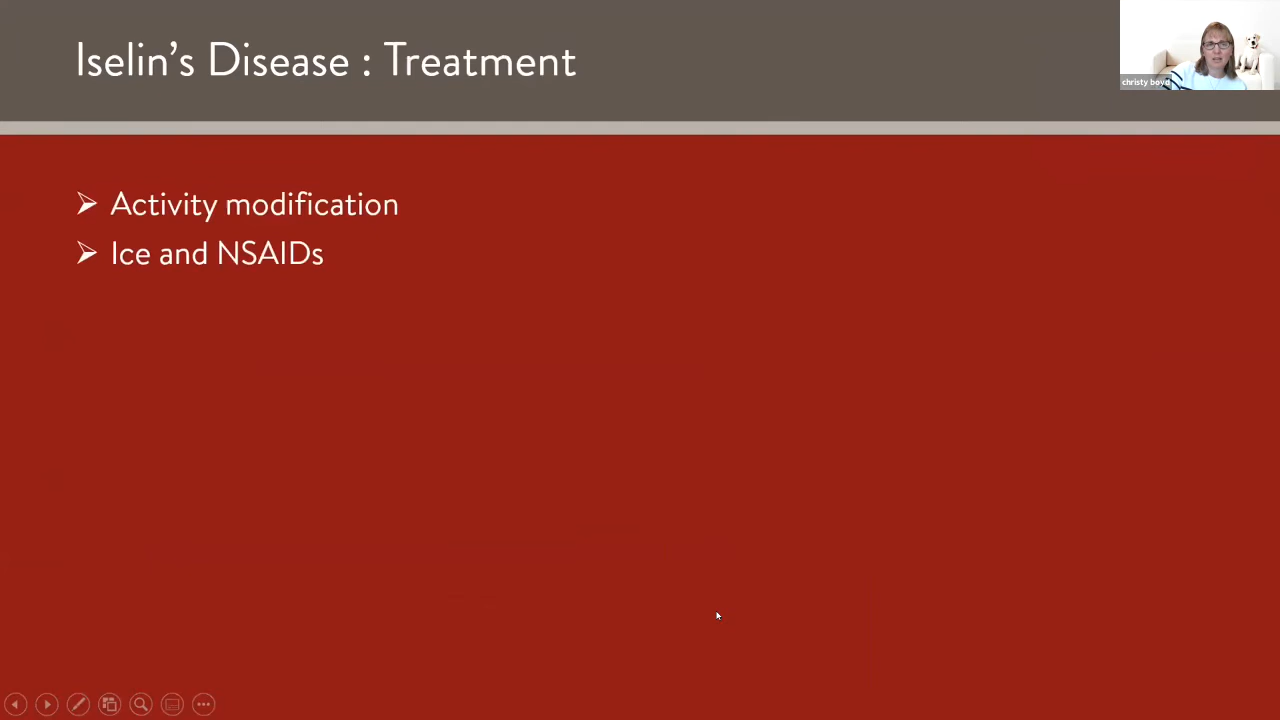 Iselin’s Disease : Treatment
christy boyd
➢ Activity modification
➢ Ice and NSAIDs